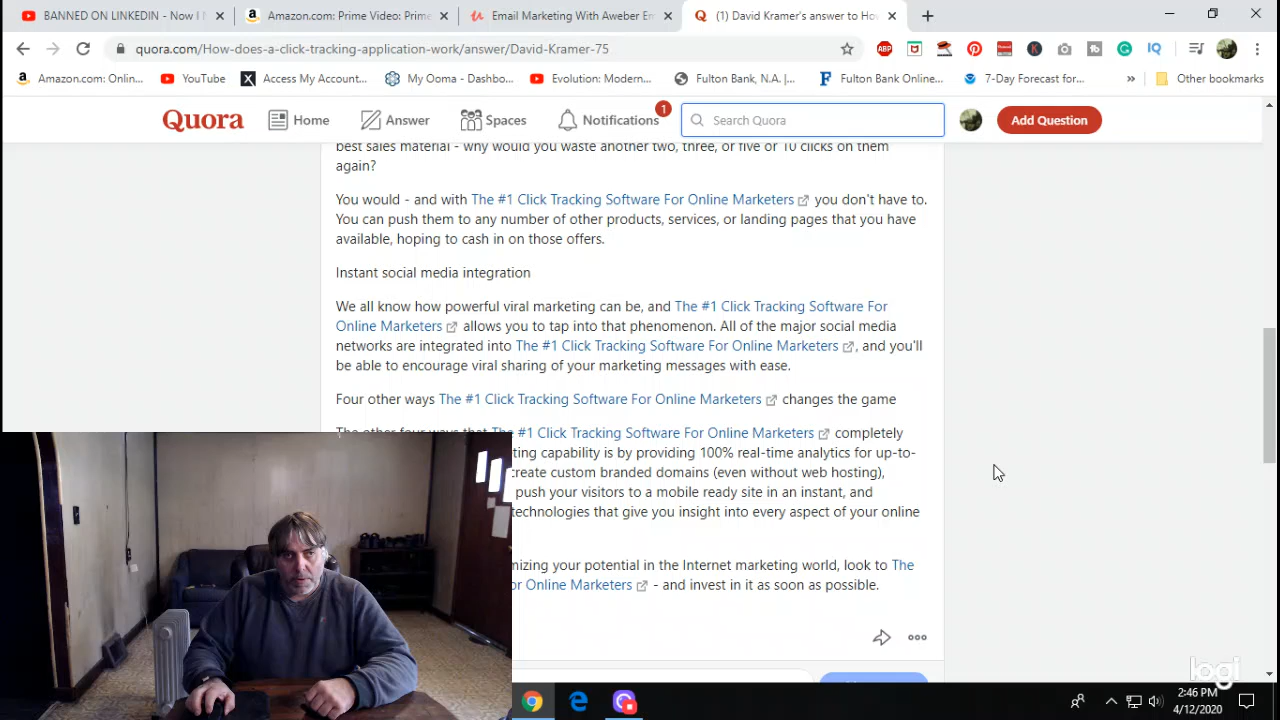 BANNED ON LINKEDIN - Now I N
Amazon.com: Prime Video: Prime
Email Marketing With Aweber Em
(1) David Kramer's answer to How
quora.com/How-does-a-click-tracking-application-work/answer/David-Kramer-75
ABP
IQ
Amazon.com: Onlin...
YouTube
Access My Account...
My Ooma - Dashbo...
Evolution: Modern...
Fulton Bank, N.A. |...
Fulton Bank Online...
7-Day Forecast for...
»
Other bookmarks
Quora
Home
Answer
Spaces
Notifications
1
Search Quora
Add Question
best sales material - why would you waste another two, three, or five or 10 clicks on them
again?
You would - and with The #1 Click Tracking Software For Online Marketers you don't have to.
You can push them to any number of other products, services, or landing pages that you have
available, hoping to cash in on those offers.
Instant social media integration
We all know how powerful viral marketing can be, and The #1 Click Tracking Software For
Online Marketers allows you to tap into that phenomenon. All of the major social media
networks are integrated into The #1 Click Tracking Software For Online Marketers, and you'll
be able to encourage viral sharing of your marketing messages with ease.
Four other ways The #1 Click Tracking Software For Online Marketers changes the game
The other four ways that The #1 Click Tracking Software For Online Marketers completely
ting capability is by providing 100% real-time analytics for up-to-
create custom branded domains (even without web hosting),
push your visitors to a mobile ready site in an instant, and
technologies that give you insight into every aspect of your online
mizing your potential in the Internet marketing world, look to The
or Online Marketers - and invest in it as soon as possible.
logi
2:46 PM
4/12/2020